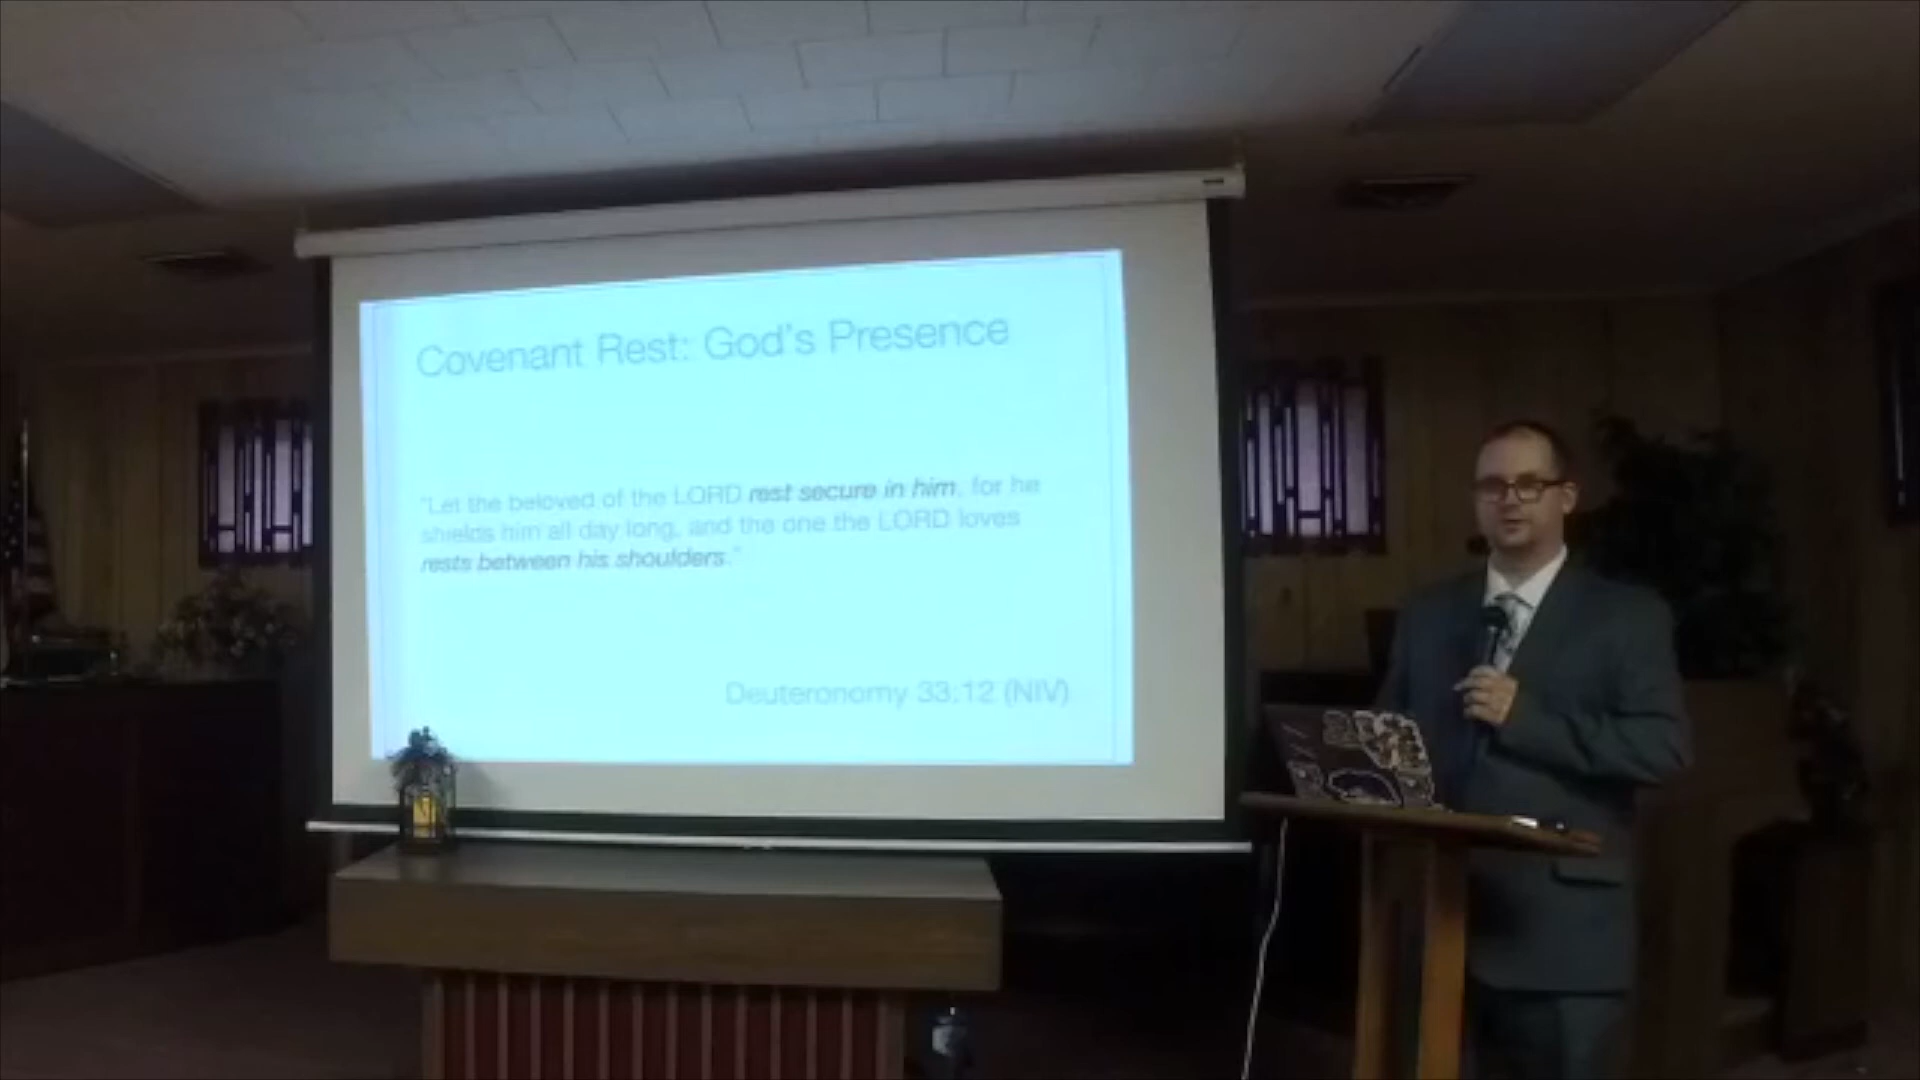 Covenant Rest: God's Presence
"Let the beloved of the LORD rest secure in him, for he
shields him all day long, and the one the LORD loves
rests between his shoulders."
Deuteronomy 33:12 (NIV)